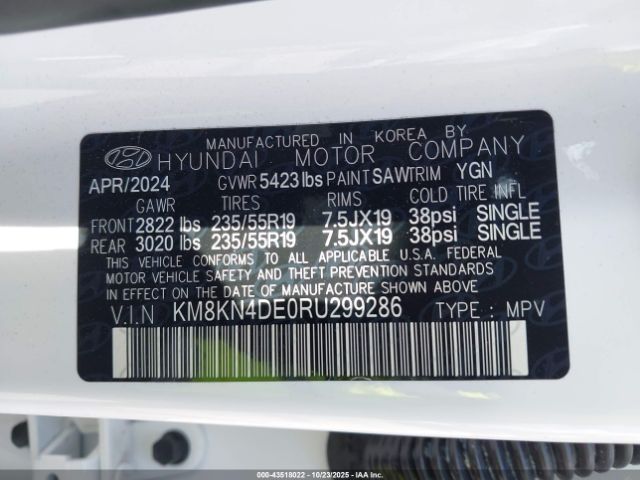 MANUFACTURED IN KOREA BY
HYUNDAI MOTOR COMPANY
APR/2024 GVWR 5423 lbs PAINT SAW TRIM YGN
GAWR TIRES RIMS COLD TIRE INFL
FRONT 2822 lbs 235/55R19 7.5JX19 38psi SINGLE
REAR 3020 lbs 235/55R19 7.5JX19 38psi SINGLE
THIS VEHICLE CONFORMS TO ALL APPLICABLE U.S.A. FEDERAL
MOTOR VEHICLE SAFETY AND THEFT PREVENTION STANDARDS
IN EFFECT ON THE DATE OF MANUFACTURE SHOWN ABOVE.
V.I.N KM8KN4DE0RU299286 TYPE : MPV
000-43518022 10/23/2025 COPYRIGHT IAA, INC.